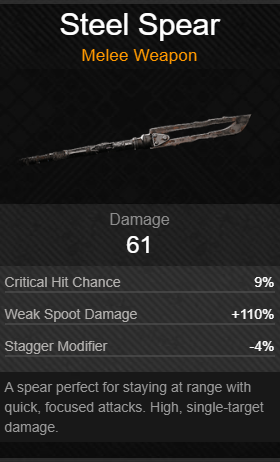 Steel Spear
Melee Weapon
Damage
61
Critical Hit Chance 9%
Weak Spoot Damage +110%
Stagger Modifier -4%
A spear perfect for staying at range with
quick, focused attacks. High, single-target
damage.